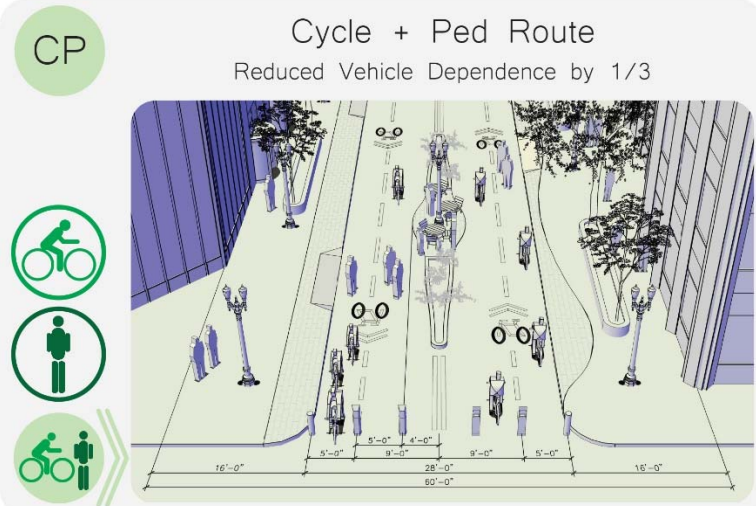 CP
Cycle + Ped Route
Reduced Vehicle Dependence by 1/3
5'-0" 4'-0"
5'-0" 9'-0" 9'-0" 5'-0"
16'-0" 28'-0" 16'-0"
60'-0"